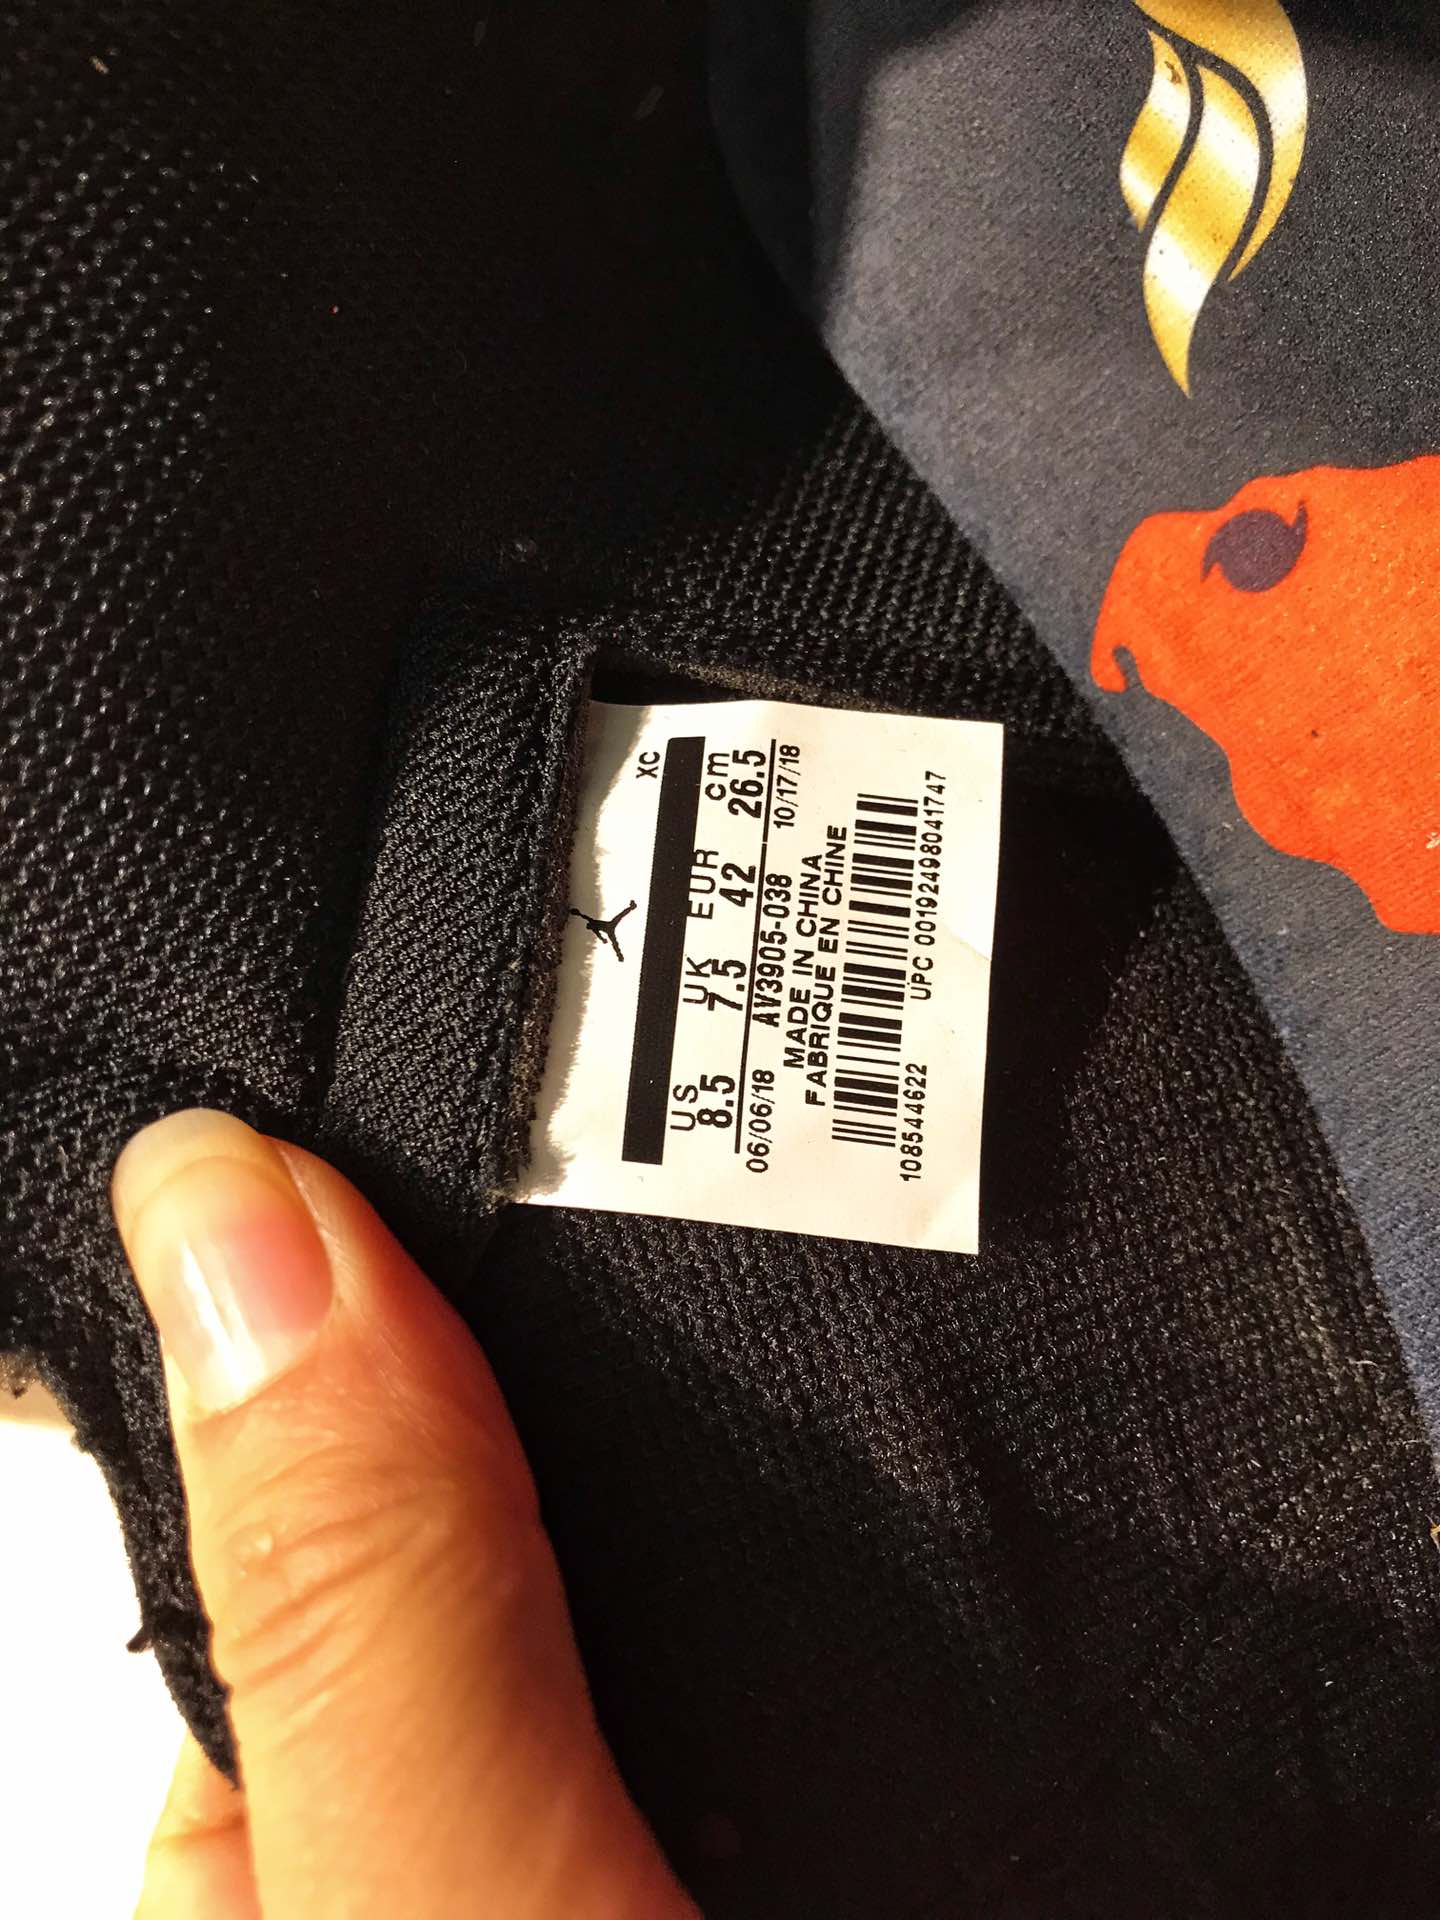 XC
US UK EUR cm
8.5 7.5 42 26.5
06/06/18 AV3905-038 10/17/18
MADE IN CHINA
FABRIQUE EN CHINE
108544622 UPC 00192498041747